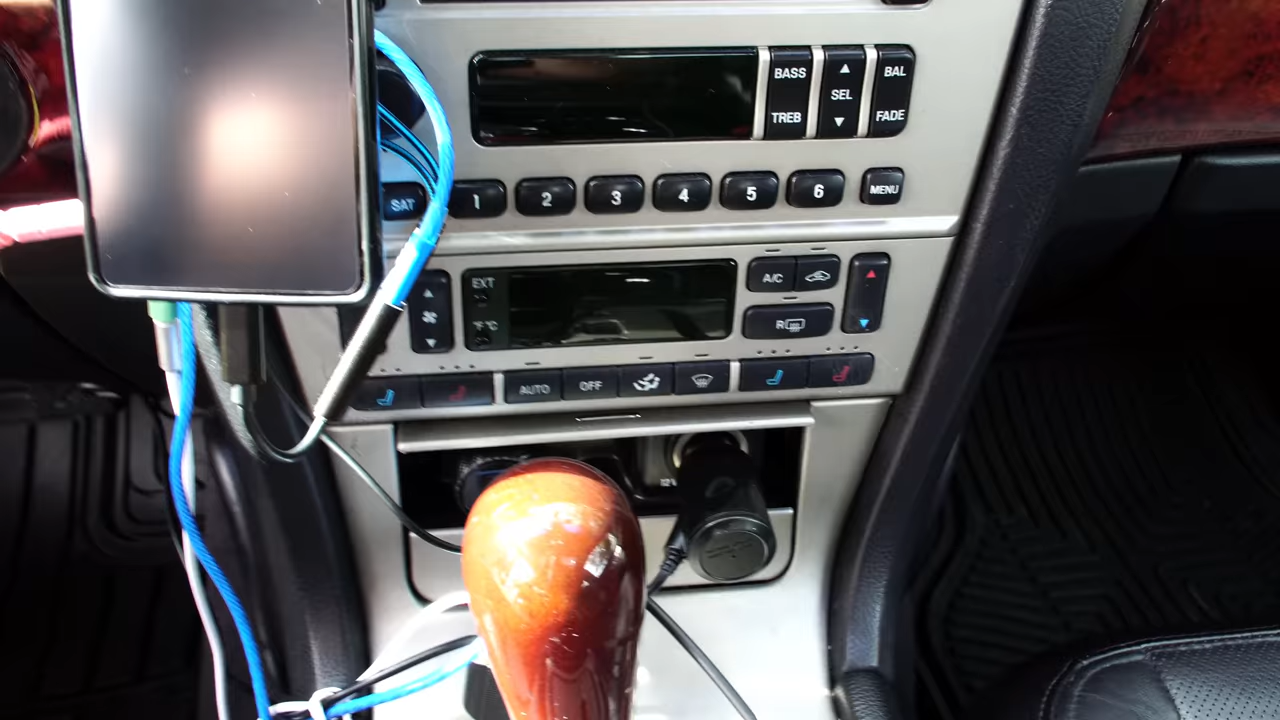 BASS
SEL
BAL
TREB
FADE
SAT 1 2 3 4 5 6 MENU
EXT
A/C
°F°C
R
AUTO OFF
12V